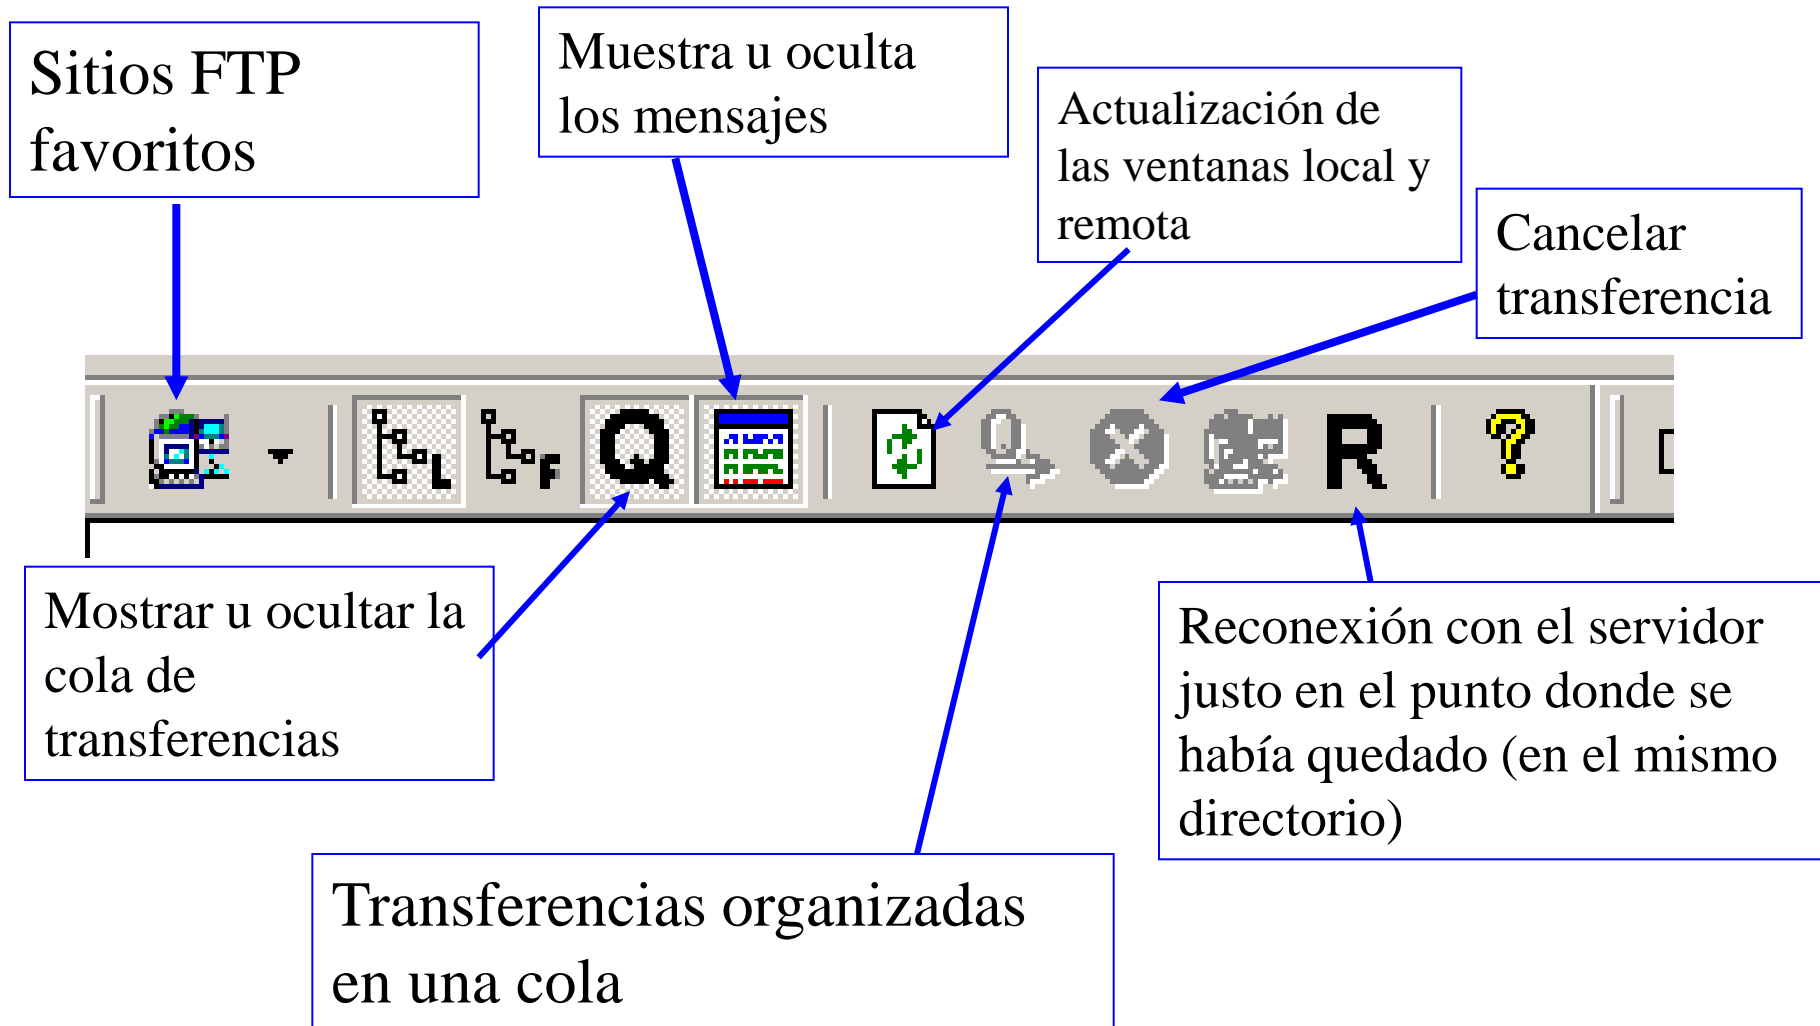 Sitios FTP
favoritos
Muestra u oculta
los mensajes
Actualización de
las ventanas local y
remota
Cancelar
transferencia
L
F
Q
Q
R
?
Mostrar u ocultar la
cola de
transferencias
Reconexión con el servidor
justo en el punto donde se
había quedado (en el mismo
directorio)
Transferencias organizadas
en una cola